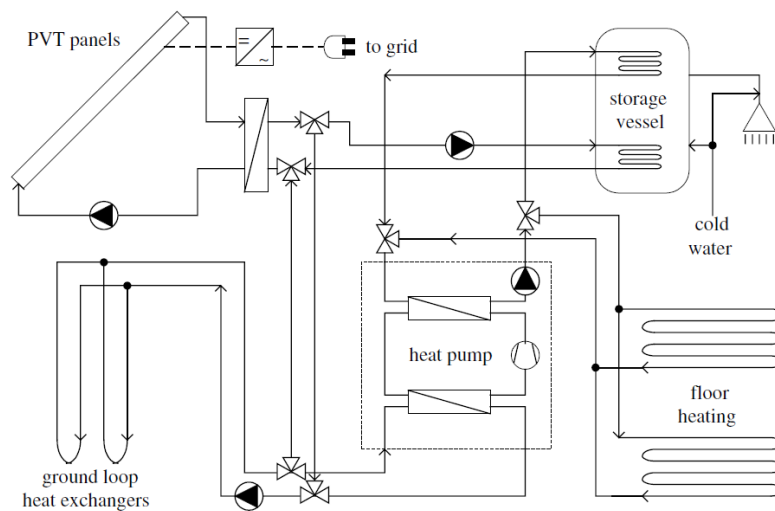 PVT panels
=
~
to grid
storage
vessel
cold
water
heat pump
floor
heating
ground loop
heat exchangers